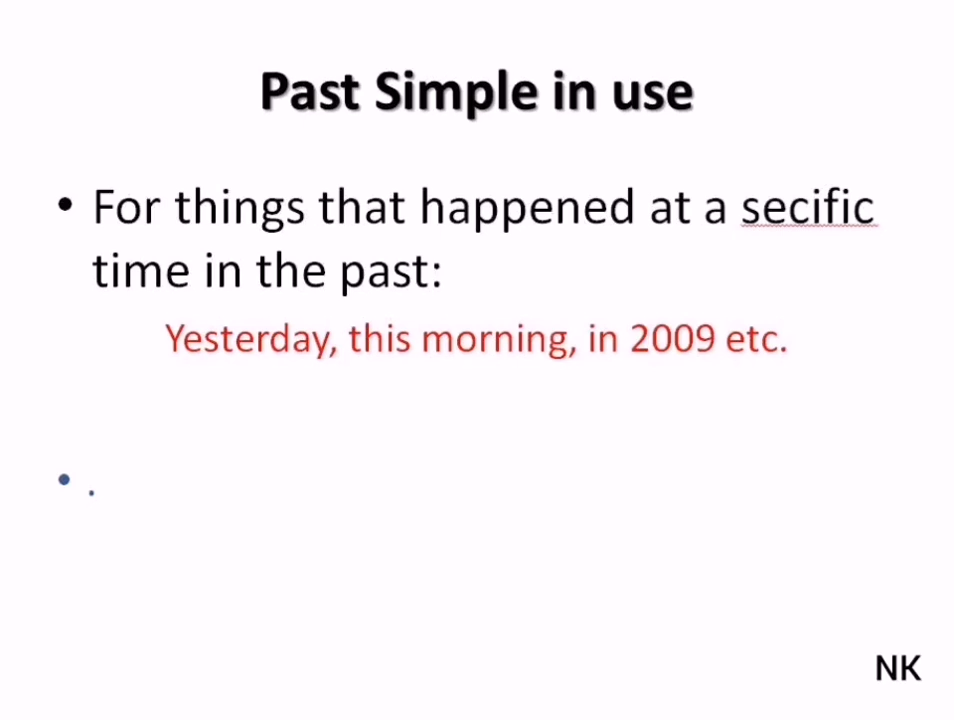 Past Simple in use
• For things that happened at a secific
time in the past:
Yesterday, this morning, in 2009 etc.
• .
NK